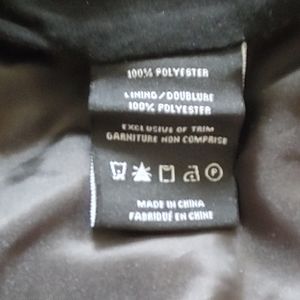 100% POLYESTER
LINING/DOUBLURE
100% POLYESTER
EXCLUSIVE OF TRIM
GARNITURE NON COMPRISE
P
MADE IN CHINA
FABRIQUÉ EN CHINE